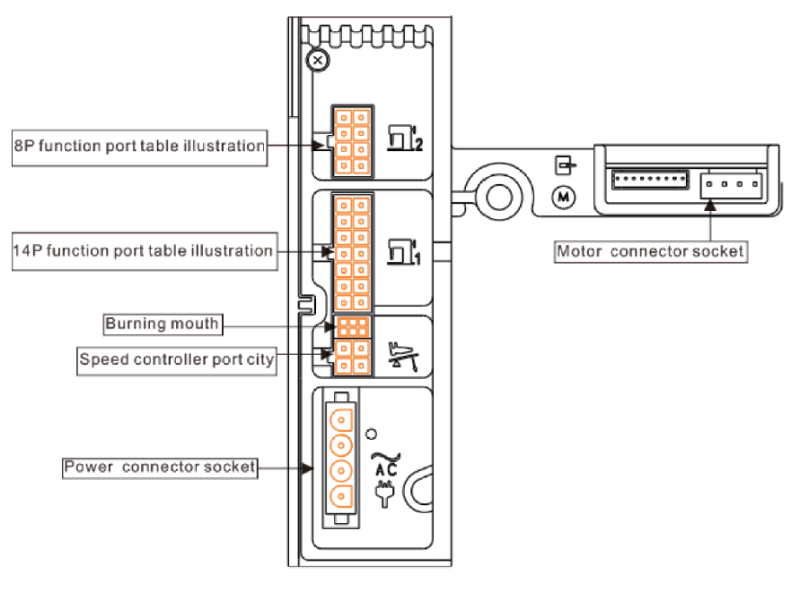 8P function port table illustration
2
M
Motor connector socket
14P function port table illustration
1
Burning mouth
Speed controller port city
Power connector socket
AC